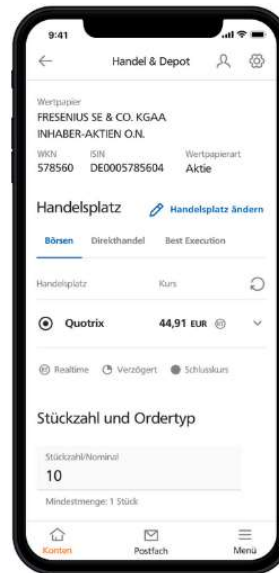 9:41
Handel & Depot
Wertpapier
FRESENIUS SE & CO. KGAA
INHABER-AKTIEN O.N.
WKN ISIN Wertpapierart
578560 DE0005785604 Aktie
Handelsplatz Handelsplatz ändern
Börsen Direkthandel Best Execution
Handelsplatz Kurs
Quotrix 44,91 EUR
Realtime Verzögert Schlusskurs
Stückzahl und Ordertyp
Stückzahl/Nominal
10
Mindestmenge: 1 Stück
Konten Postfach Menü